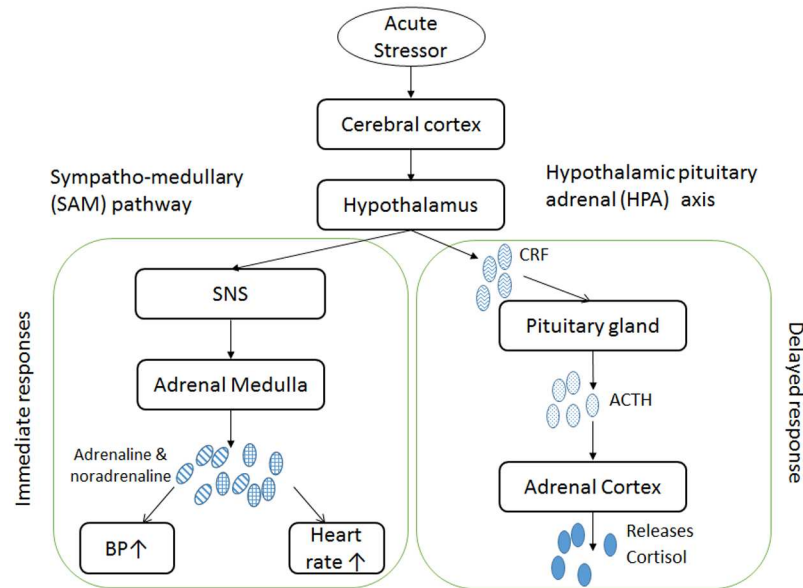 Acute
Stressor
Cerebral cortex
Sympatho-medullary
(SAM) pathway
Hypothalamic pituitary
adrenal (HPA) axis
Hypothalamus
Immediate responses
SNS
Adrenal Medulla
Adrenaline &
noradrenaline
BP↑
Heart
rate ↑
CRF
Pituitary gland
ACTH
Adrenal Cortex
Releases
Cortisol
Delayed response